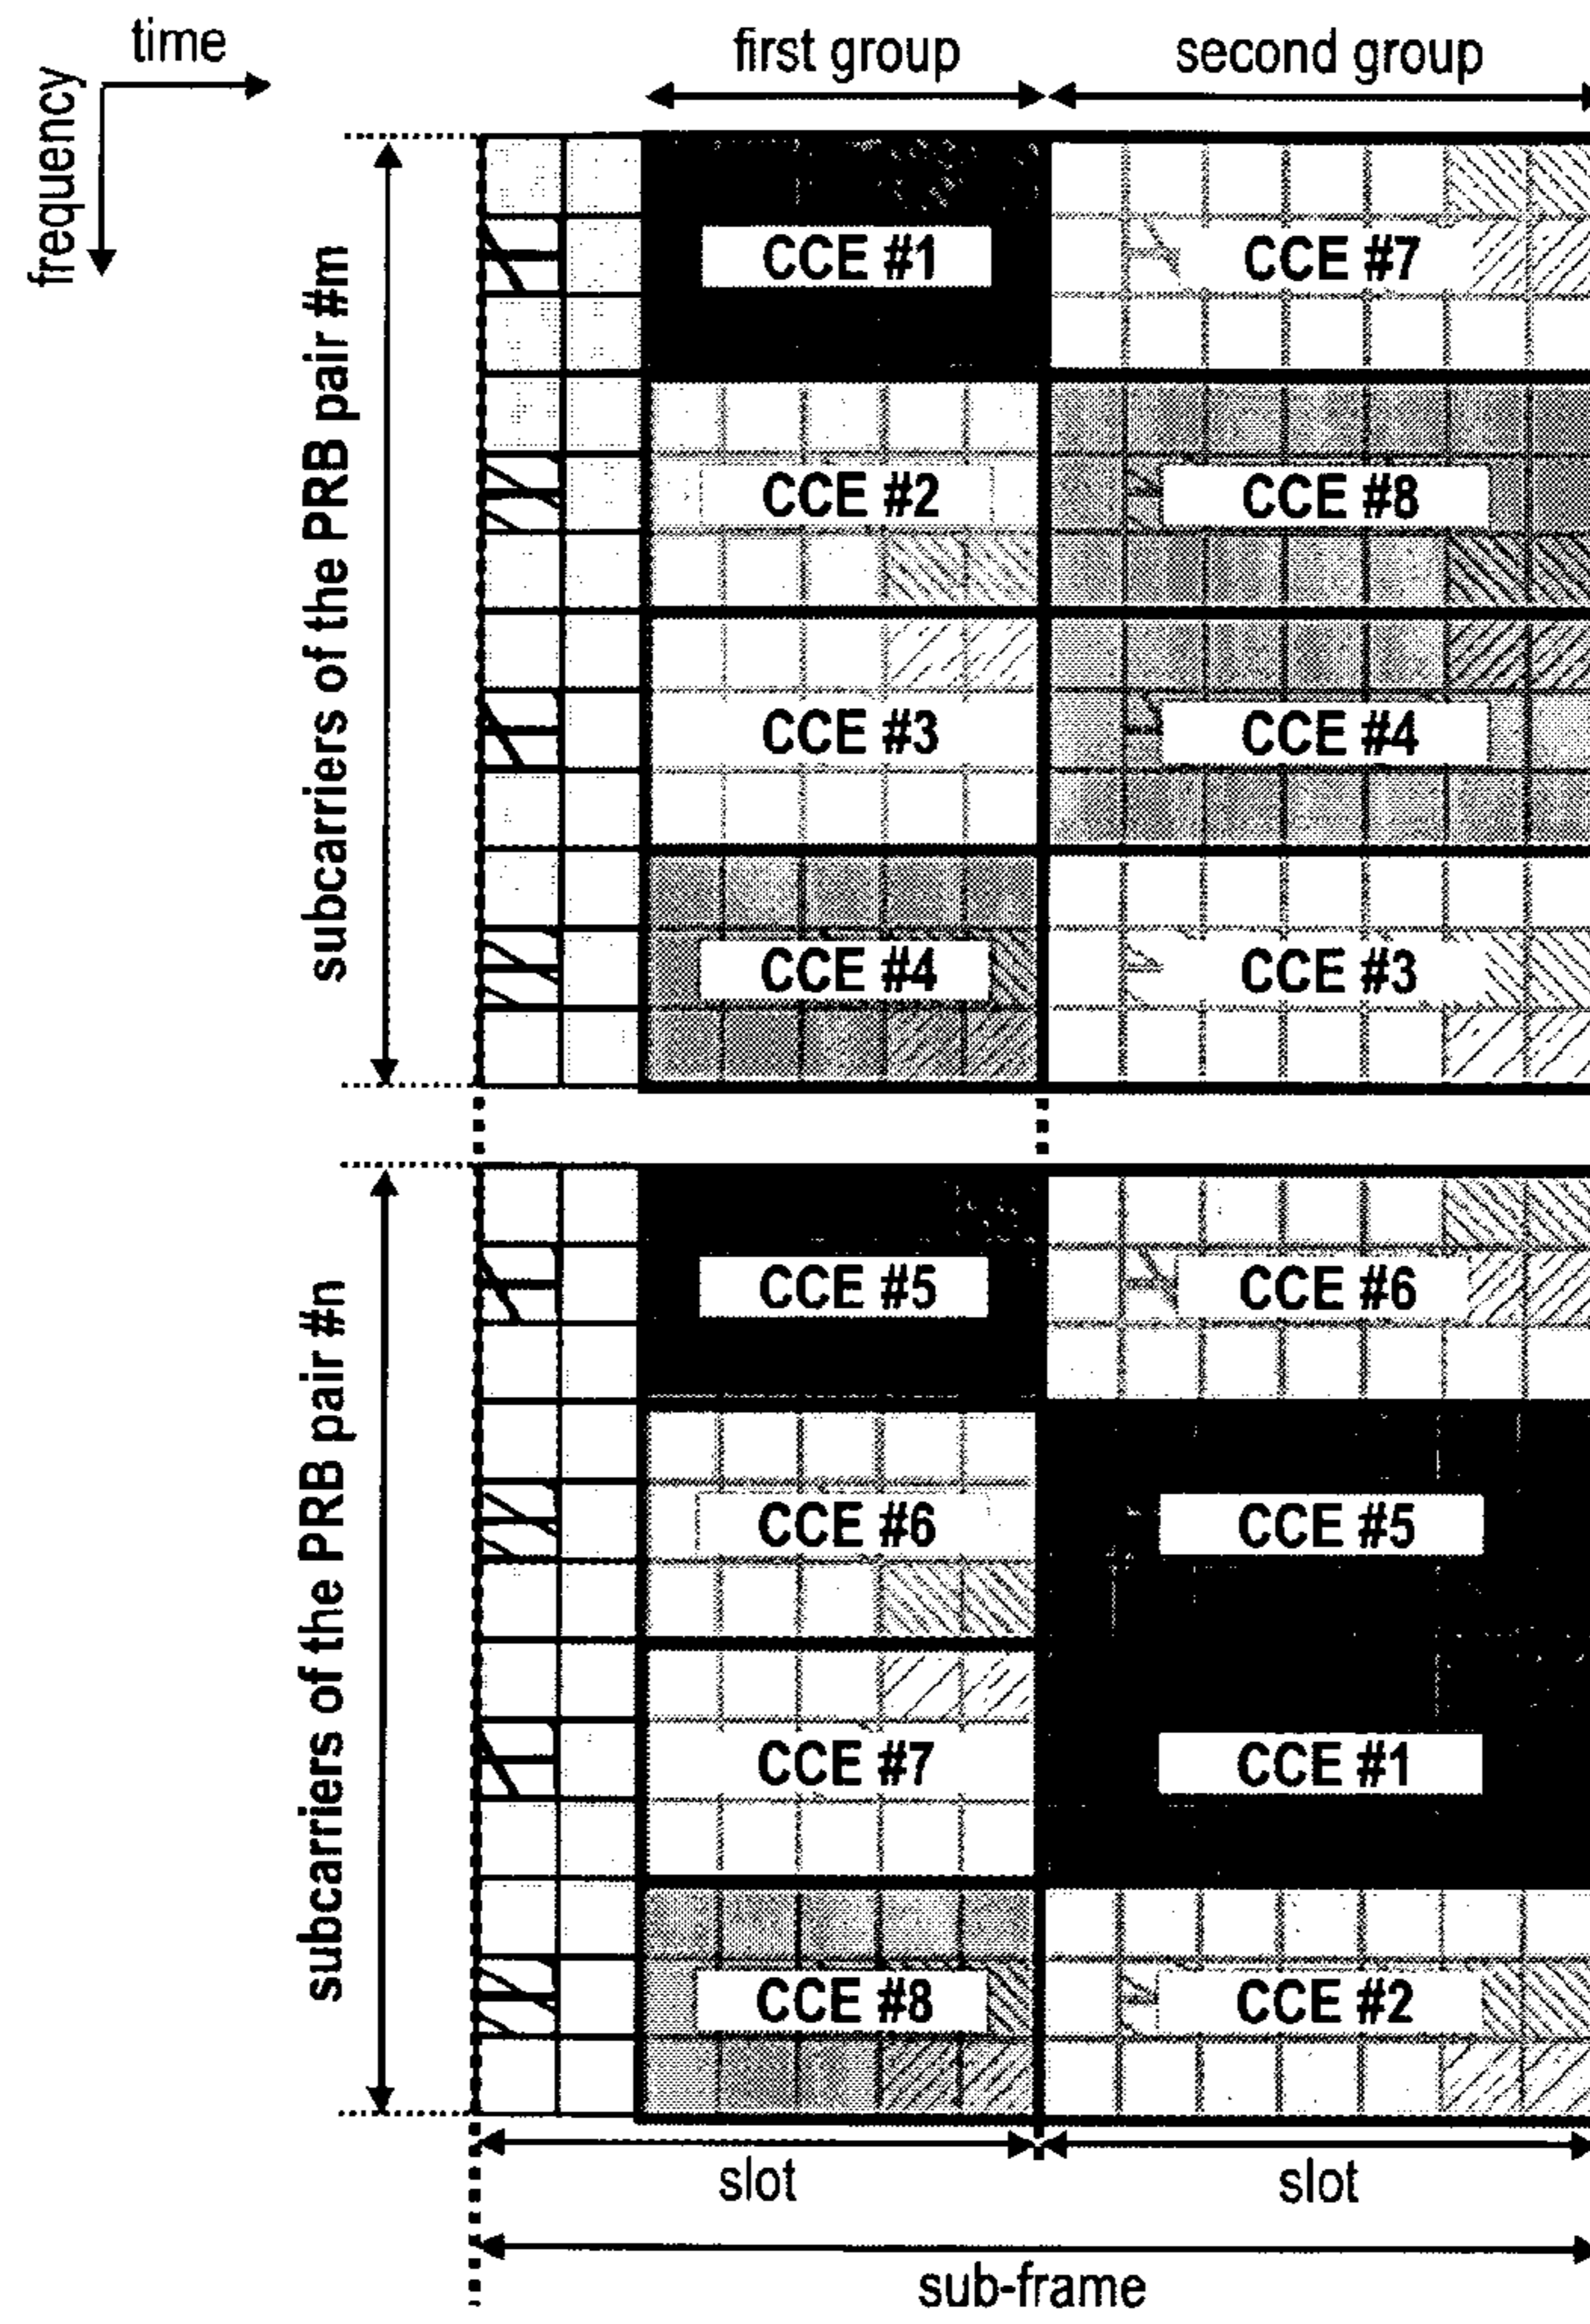 time
frequency
first group
second group
subcarriers of the PRB pair #m
CCE #1
CCE #7
CCE #2
CCE #8
CCE #3
CCE #4
CCE #4
CCE #3
subcarriers of the PRB pair #n
CCE #5
CCE #6
CCE #6
CCE #5
CCE #7
CCE #1
CCE #8
CCE #2
slot
slot
sub-frame